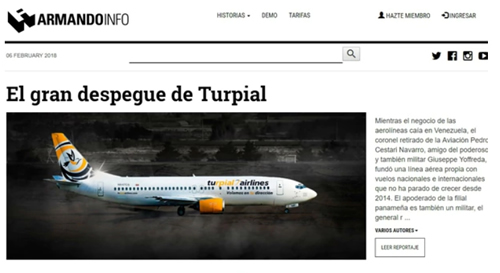 ARMANDOINFO
HISTORIAS
DEMO
TARIFAS
HAZTE MIEMBRO
INGRESAR
06 FEBRUARY 2018
El gran despegue de Turpial
turpial airlines
Mientras el negocio de las
aerolíneas caía en Venezuela, el
coronel retirado de la Aviación Pedro
Cestari Navarro, amigo del poderoso
y también militar Giuseppe Yoffreda,
fundó una línea aérea propia con
vuelos nacionales e internacionales
que no ha parado de crecer desde
2014. El apoderado de la filial
panameña es también un militar, el
general r ...
VARIOS AUTORES
LEER REPORTAJE